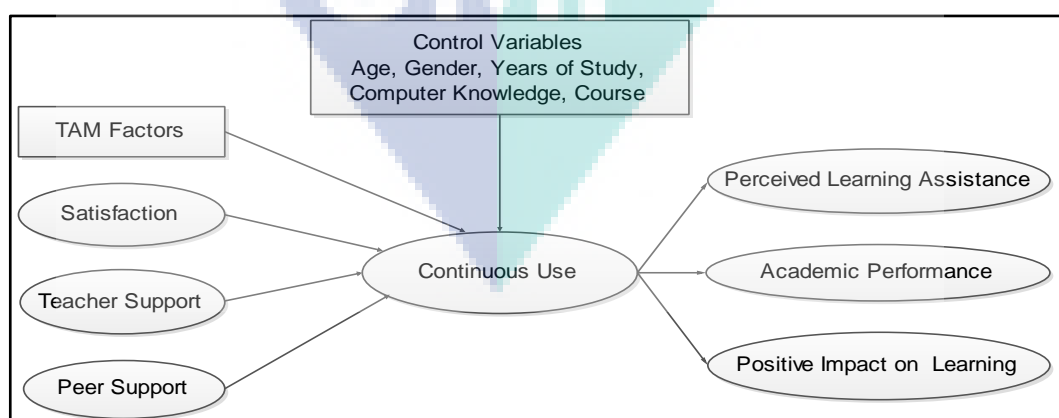 Control Variables
Age, Gender, Years of Study,
Computer Knowledge, Course
TAM Factors
Satisfaction
Teacher Support
Peer Support
Continuous Use
Perceived Learning Assistance
Academic Performance
Positive Impact on Learning